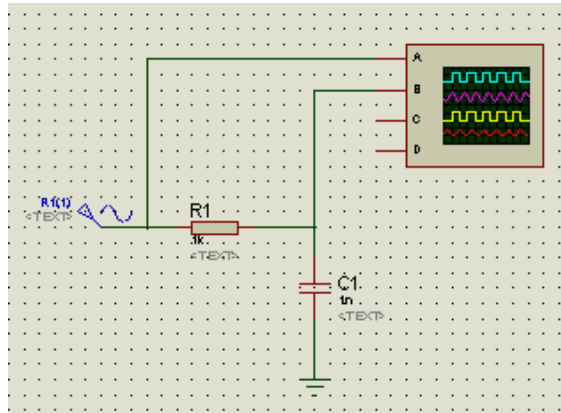 A
B
C
D
R1(1)
<TEXT>
R1
1k
<TEXT>
C1
1n
<TEXT>